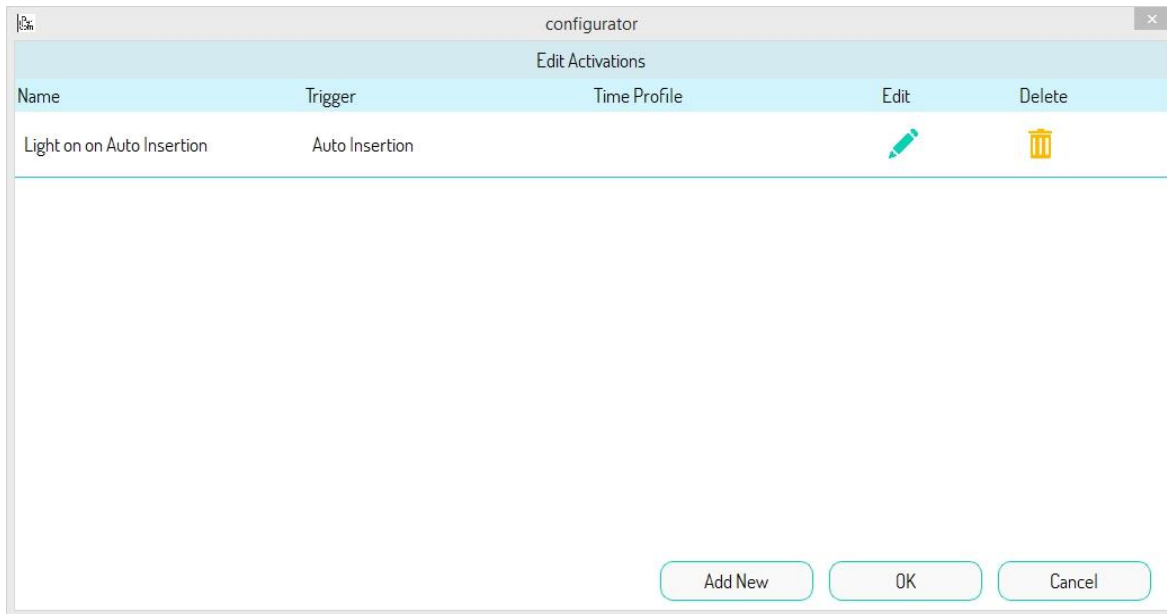 configurator
Edit Activations
Name Trigger Time Profile Edit Delete
Light on on Auto Insertion Auto Insertion
Add New OK Cancel